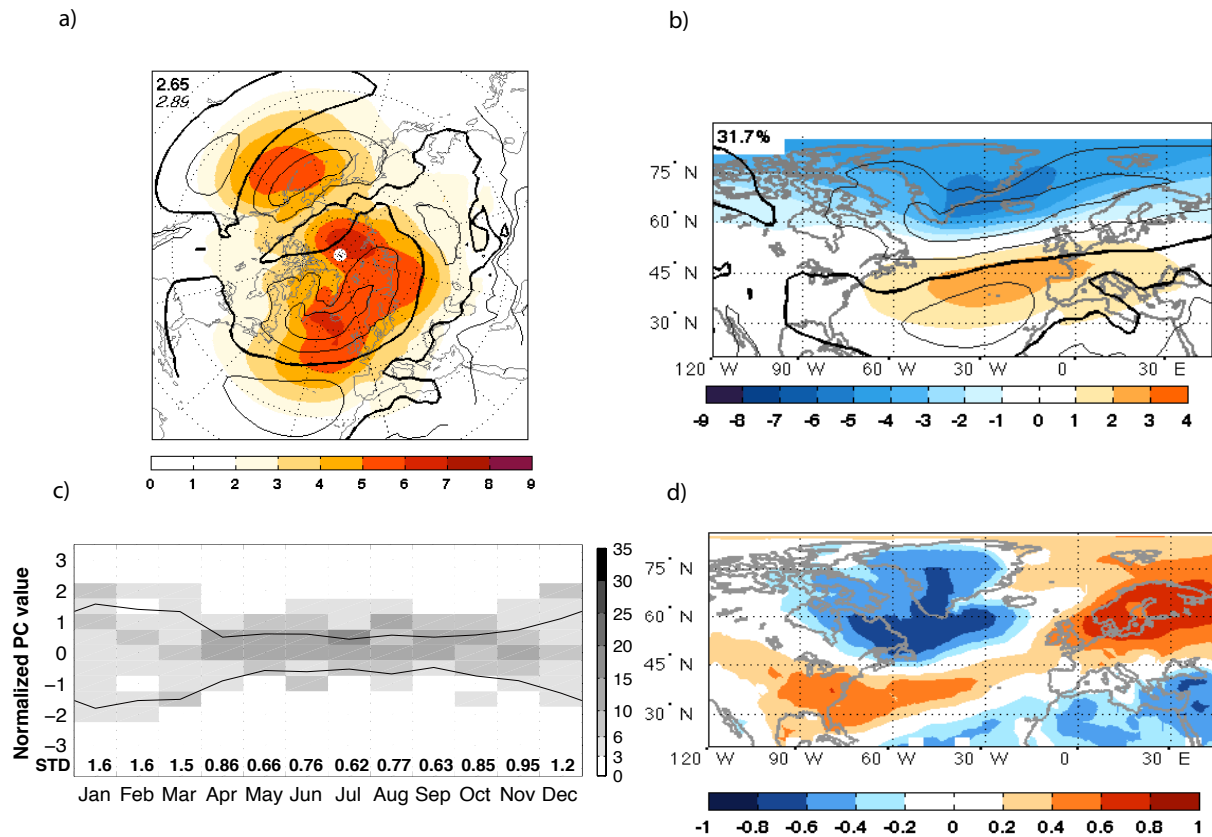 a)
b)
2.65
2.89
31.7%
75° N
60° N
45° N
30° N
120 W 90 W 60 W 30 W 0 30 E
-9 -8 -7 -6 -5 -4 -3 -2 -1 0 1 2 3 4
0 1 2 3 4 5 6 7 8 9
c)
d)
Normalized PC value
3
2
1
0
−1
−2
−3
STD 1.6 1.6 1.5 0.86 0.66 0.76 0.62 0.77 0.63 0.85 0.95 1.2
Jan Feb Mar Apr May Jun Jul Aug Sep Oct Nov Dec
35
30
25
20
15
10
6
3
0
75° N
60° N
45° N
30° N
120 W 90 W 60 W 30 W 0 30 E
-1 -0.8 -0.6 -0.4 -0.2 0 0.2 0.4 0.6 0.8 1